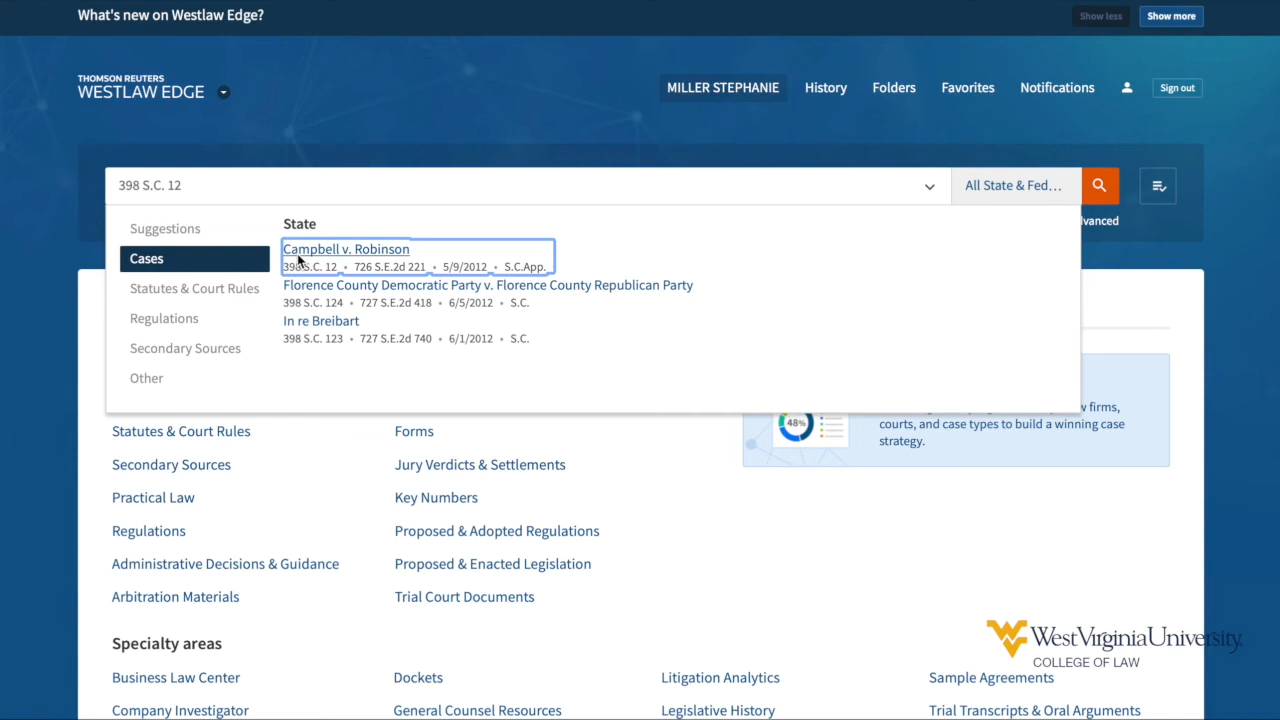 What's new on Westlaw Edge?
Show less
Show more
THOMSON REUTERS
WESTLAW EDGE
MILLER STEPHANIE
History
Folders
Favorites
Notifications
Sign out
398 S.C. 12
All State & Fed…
Suggestions
Cases
Statutes & Court Rules
Regulations
Secondary Sources
Other
State
Campbell v. Robinson
398 S.C. 12 • 726 S.E.2d 221 • 5/9/2012 • S.C.App.
Florence County Democratic Party v. Florence County Republican Party
398 S.C. 124 • 727 S.E.2d 418 • 6/5/2012 • S.C.
In re Breibart
398 S.C. 123 • 727 S.E.2d 740 • 6/1/2012 • S.C.
firms,
courts, and case types to build a winning case
strategy.
48%
Statutes & Court Rules
Forms
Secondary Sources
Jury Verdicts & Settlements
Practical Law
Key Numbers
Regulations
Proposed & Adopted Regulations
Administrative Decisions & Guidance
Proposed & Enacted Legislation
Arbitration Materials
Trial Court Documents
Specialty areas
Business Law Center
Dockets
Litigation Analytics
Sample Agreements
Company Investigator
General Counsel Resources
Legislative History
Trial Transcripts & Oral Arguments
WestVirginiaUniversity.
COLLEGE OF LAW